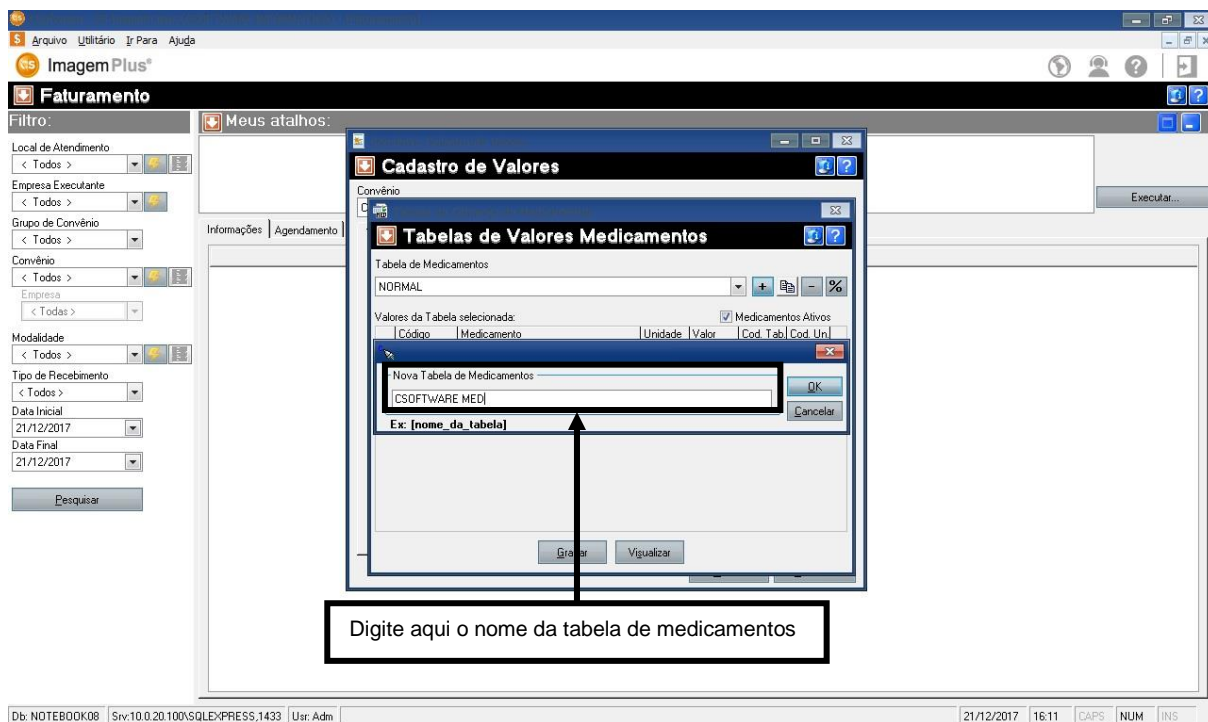 Arquivo Utilitário Ir Para Ajuda
S
CS ImagemPlus®
Faturamento
Filtro:
Meus atalhos:
Local de Atendimento
< Todos >
Empresa Executante
< Todos >
Grupo de Convênio
< Todos >
Convênio
< Todos >
Empresa
< Todas >
Modalidade
< Todos >
Tipo de Recebimento
< Todos >
Data Inicial
21/12/2017
Data Final
21/12/2017
Pesquisar
Executar...
Informações Agendamento
Cadastro de Valores
Convênio
C
Tabelas de Valores Medicamentos
Tabela de Medicamentos
NORMAL
+ - %
Valores da Tabela selecionada:
Medicamentos Ativos
Código Medicamento Unidade Valor Cod. Tab. Cod. Un.
Nova Tabela de Medicamentos
CSOFTWARE MED
Ex: [nome_da_tabela]
OK
Cancelar
Gravar Visualizar
Digite aqui o nome da tabela de medicamentos
Db: NOTEBOOK08 Srv:10.0.20.100\SQLEXPRESS,1433 Usr: Adm 21/12/2017 16:11 CAPS NUM INS